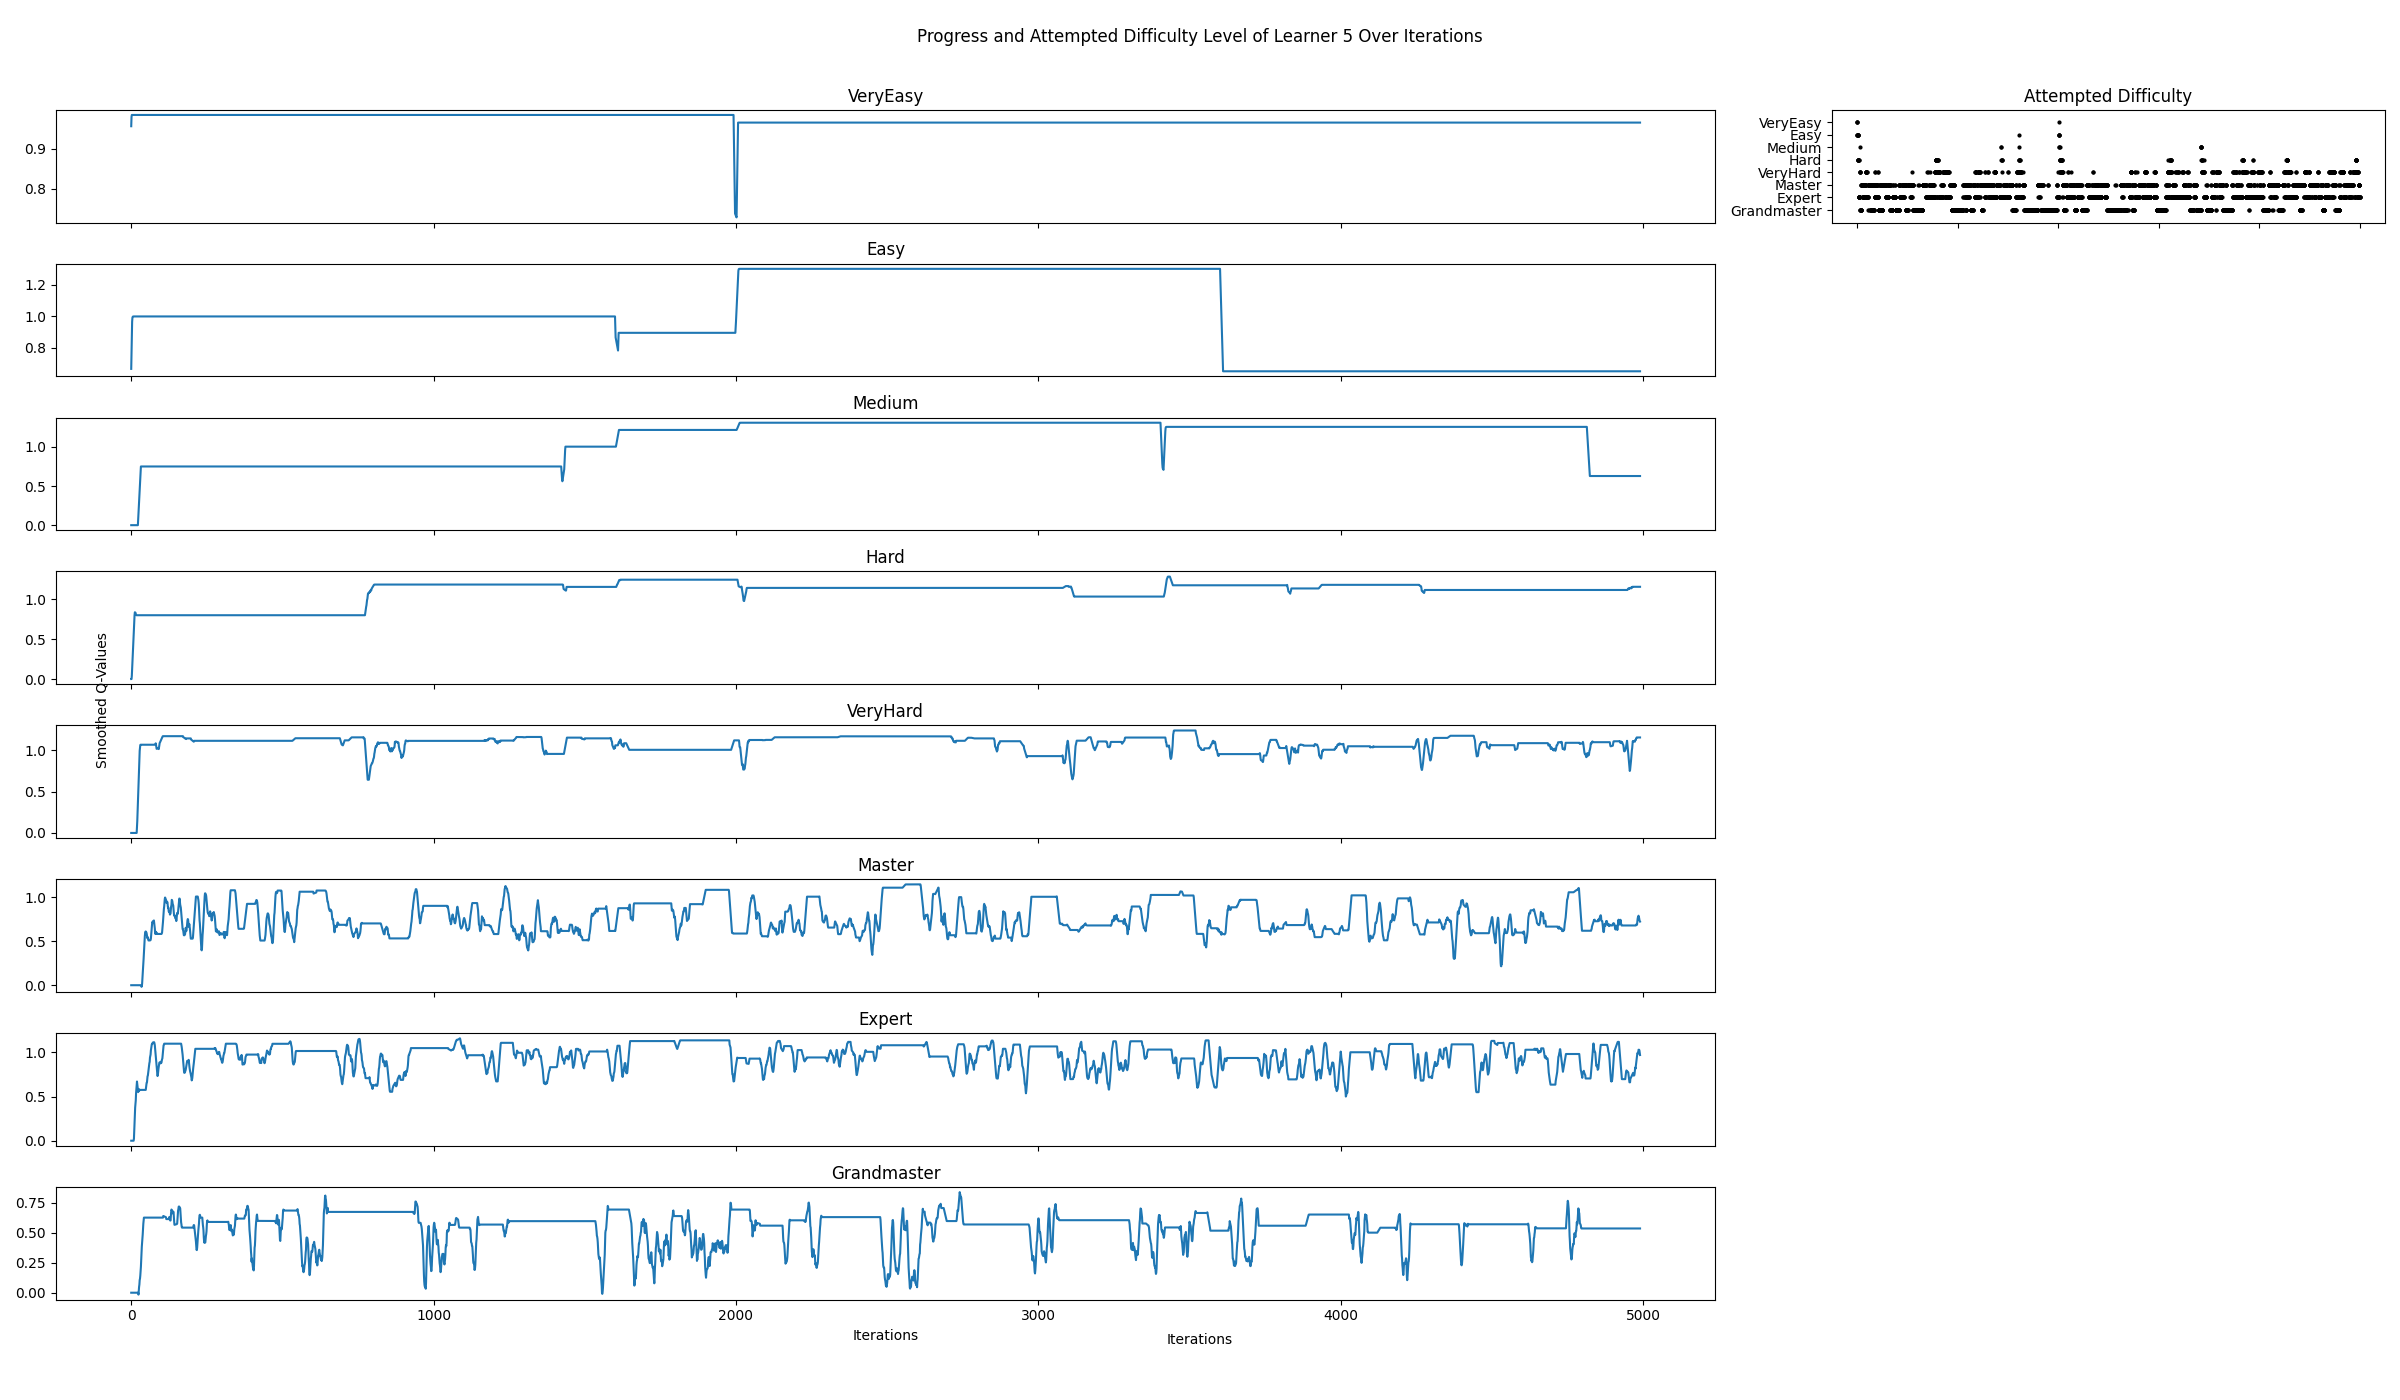 Progress and Attempted Difficulty Level of Learner 5 Over Iterations
VeryEasy
0.9
0.8
Attempted Difficulty
VeryEasy
Easy
Medium
Hard
VeryHard
Master
Expert
Grandmaster
Easy
1.2
1.0
0.8
Medium
1.0
0.5
0.0
Hard
1.0
0.5
0.0
Smoothed Q-Values
VeryHard
1.0
0.5
0.0
Master
1.0
0.5
0.0
Expert
1.0
0.5
0.0
Grandmaster
0.75
0.50
0.25
0.00
0 1000 2000 3000 4000 5000
Iterations
Iterations